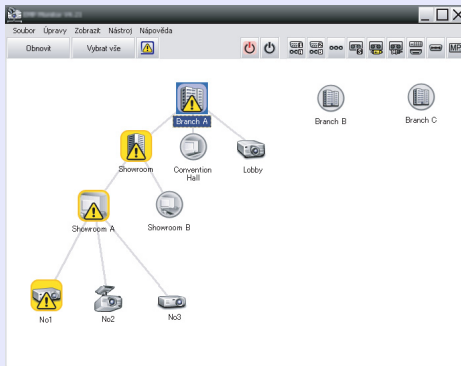 Soubor Úpravy Zobrazit Nástroj Nápověda
Obnovit Vybrat vše
Branch A
Branch B
Branch C
Showroom
Convention
Hall
Lobby
Showroom A
Showroom B
No1
No2
No3